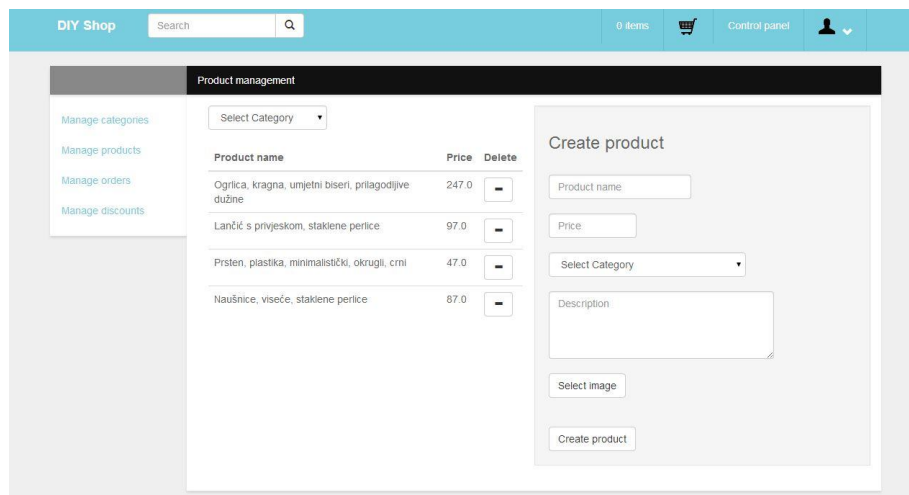 DIY Shop
Search
0 items
Control panel
Product management
Manage categories
Manage products
Manage orders
Manage discounts
Select Category
Product name Price Delete
Ogrlica, kragna, umjetni biseri, prilagodljive 247.0
dužine
Lančić s privjeskom, staklene perlice 97.0
Prsten, plastika, minimalistički, okrugli, crni 47.0
Naušnice, viseće, staklene perlice 87.0
Create product
Product name
Price
Select Category
Description
Select image
Create product